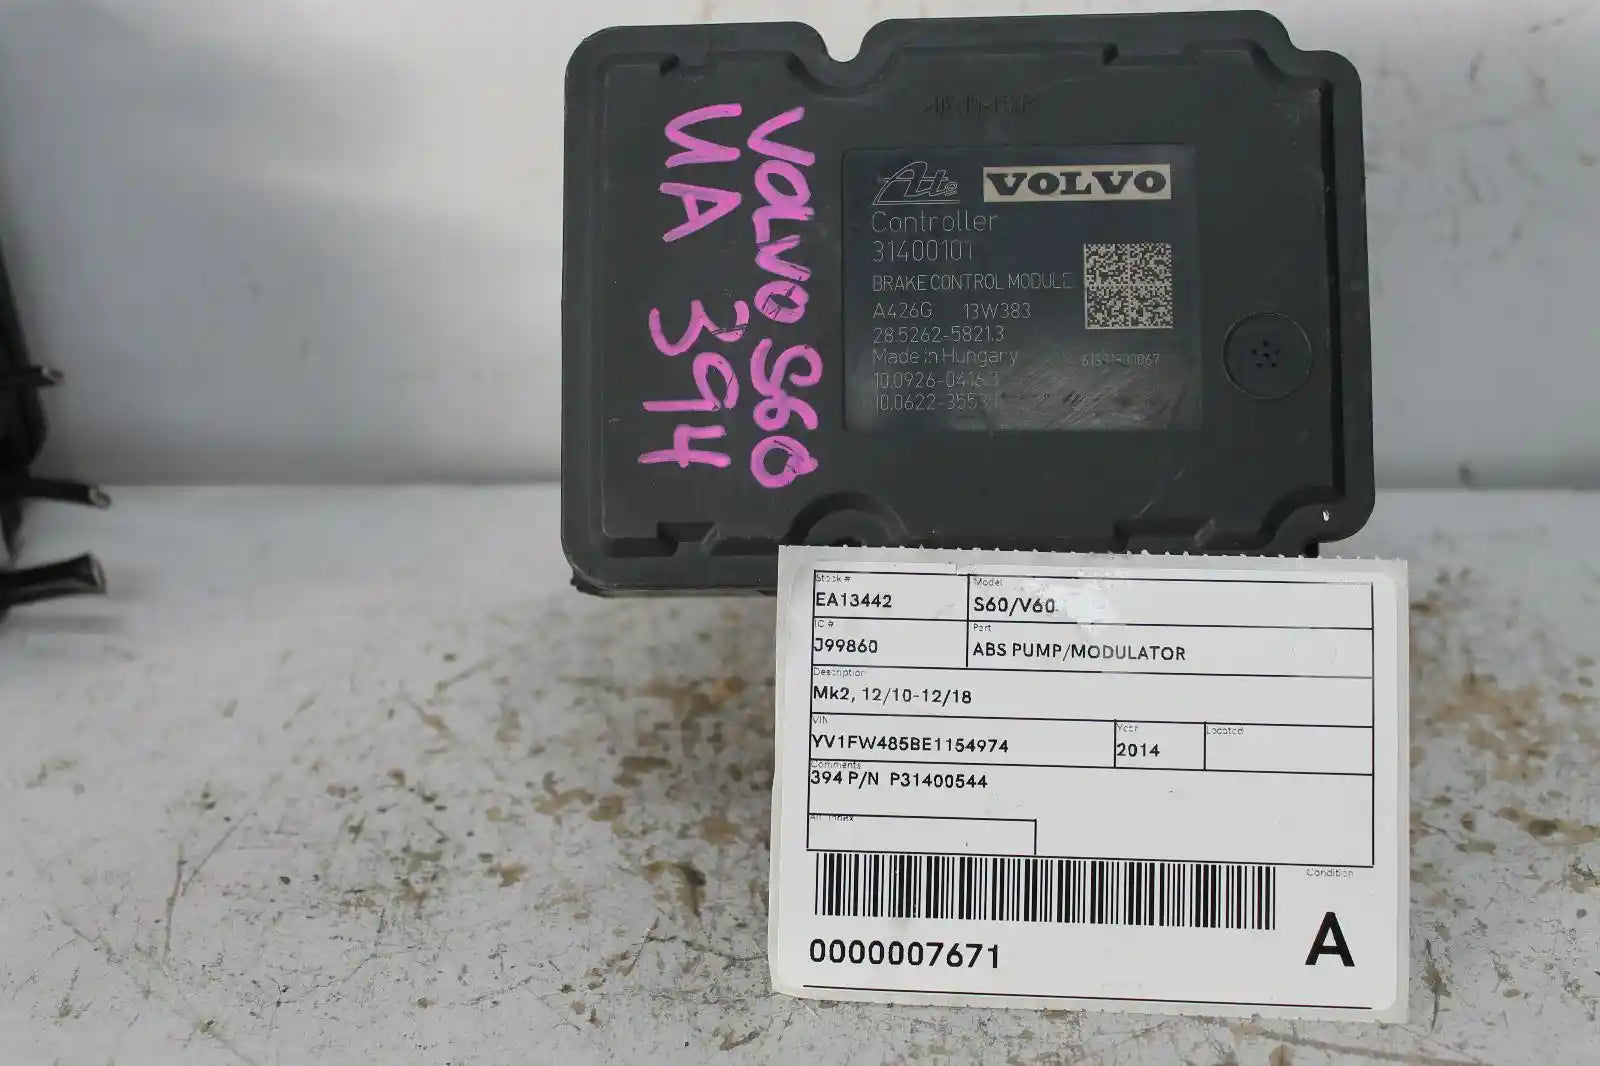 Volvo S60
UA 394
Ate VOLVO
Controller
31400101
BRAKE CONTROL MODULE
A426G 13W383
28.5262-5821.3
Made in Hungary
10.0926-0416.3
10.0622-3553.1
Stock #
EA13442
Model
S60/V60
IC #
J99860
Part
ABS PUMP/MODULATOR
Description
Mk2, 12/10-12/18
VIN
YV1FW485BE1154974
Year
2014
Located
Comments
394 P/N P31400544
Condition
A
0000007671